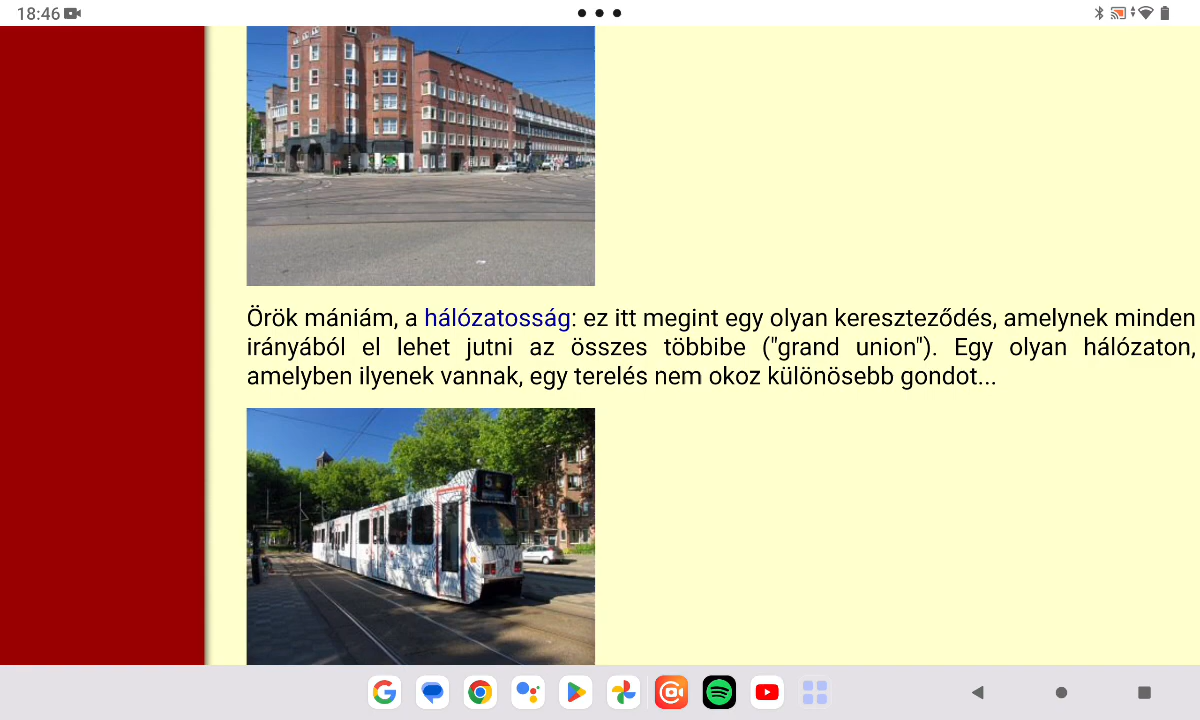 18:46
Örök mániám, a hálózatosság: ez itt megint egy olyan kereszteződés, amelynek minden
irányából el lehet jutni az összes többibe ("grand union"). Egy olyan hálózaton,
amelyben ilyenek vannak, egy terelés nem okoz különösebb gondot...
5